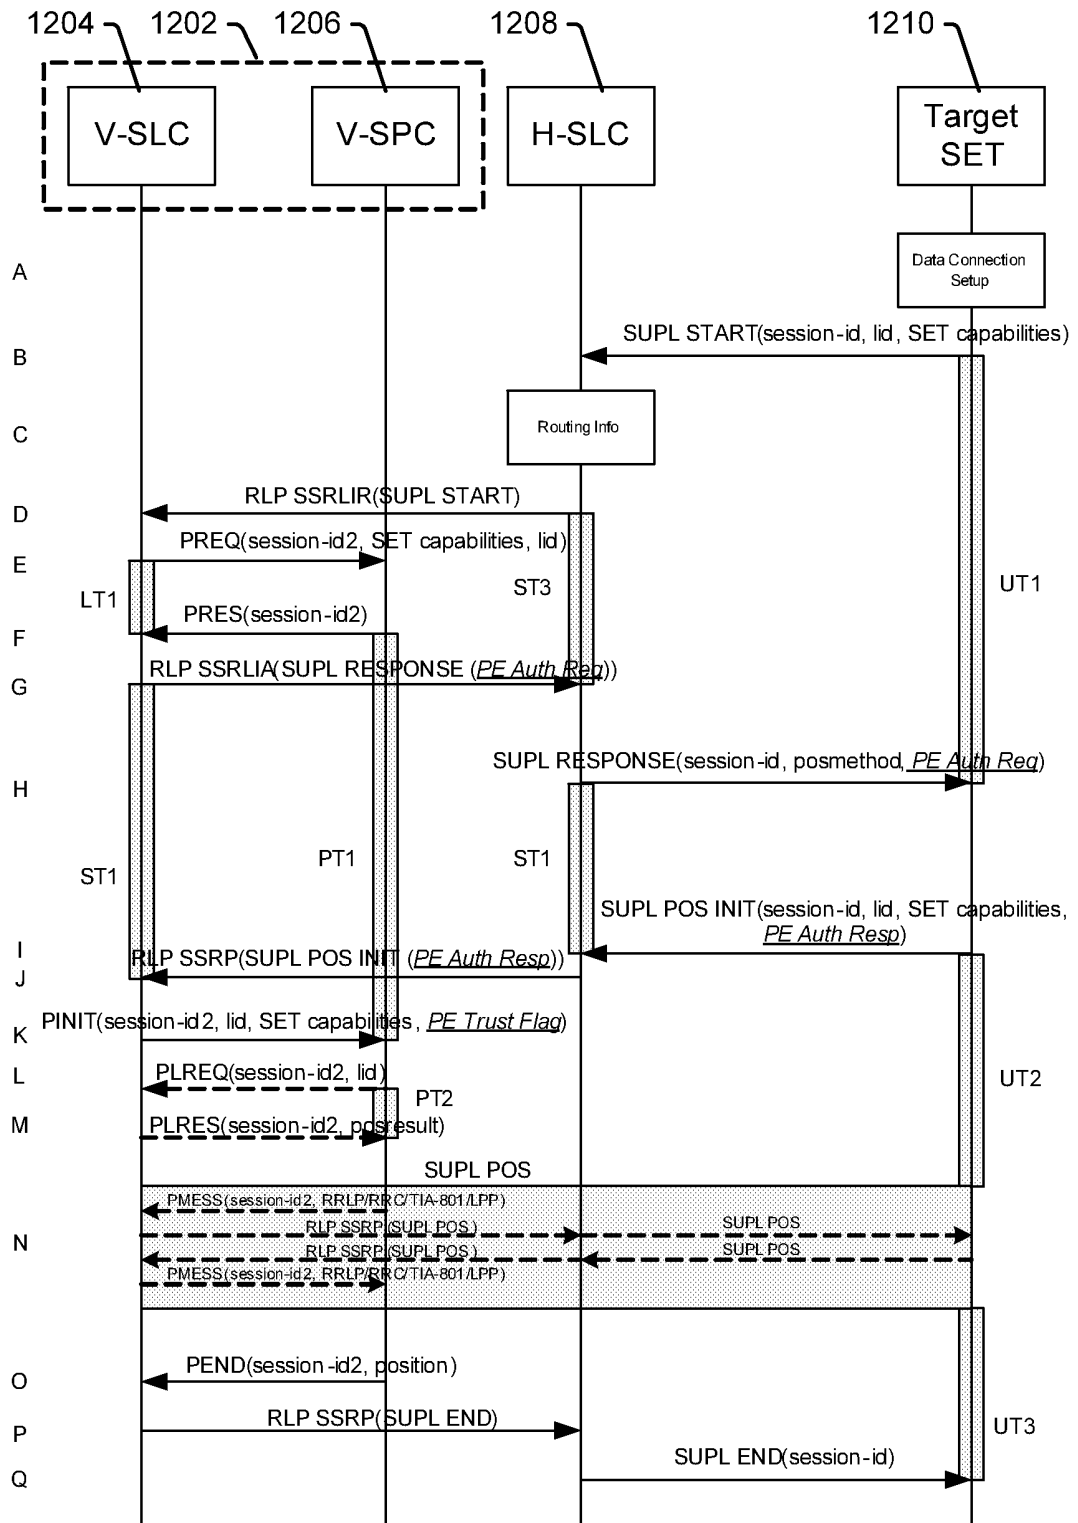 1204
1202
1206
1208
1210
V-SLC
V-SPC
H-SLC
Target
SET
A
Data Connection
Setup
B
SUPL START(session-id, lid, SET capabilities)
C
Routing Info
D
RLP SSRLIR(SUPL START)
E
PREQ(session-id2, SET capabilities, lid)
LT1
ST3
UT1
F
PRES(session-id2)
G
RLP SSRLIA(SUPL RESPONSE (PE Auth Req))
H
SUPL RESPONSE(session-id, posmethod, PE Auth Req)
ST1
PT1
ST1
SUPL POS INIT(session-id, lid, SET capabilities,
PE Auth Resp)
I
J
RLP SSRP(SUPL POS INIT (PE Auth Resp))
K
PINIT(session-id2, lid, SET capabilities, PE Trust Flag)
L
PLREQ(session-id2, lid)
PT2
UT2
M
PLRES(session-id2, posresult)
SUPL POS
N
PMESS(session-id2, RRLP/RRC/TIA-801/LPP)
RLP SSRP(SUPL POS)
SUPL POS
RLP SSRP(SUPL POS)
SUPL POS
PMESS(session-id2, RRLP/RRC/TIA-801/LPP)
O
PEND(session-id2, position)
P
RLP SSRP(SUPL END)
UT3
Q
SUPL END(session-id)